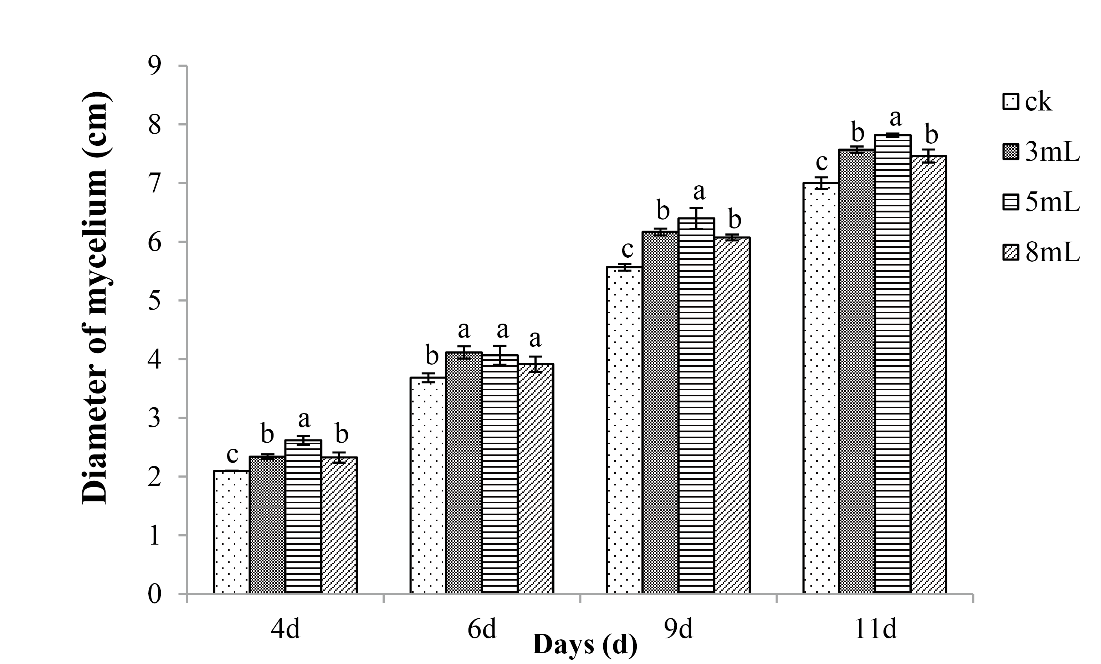 Diameter of mycelium (cm)
9
8
7
6
5
4
3
2
1
0
c b a b
b a a a
c b a b
c b a b
4d 6d 9d 11d
Days (d)
ck
3mL
5mL
8mL